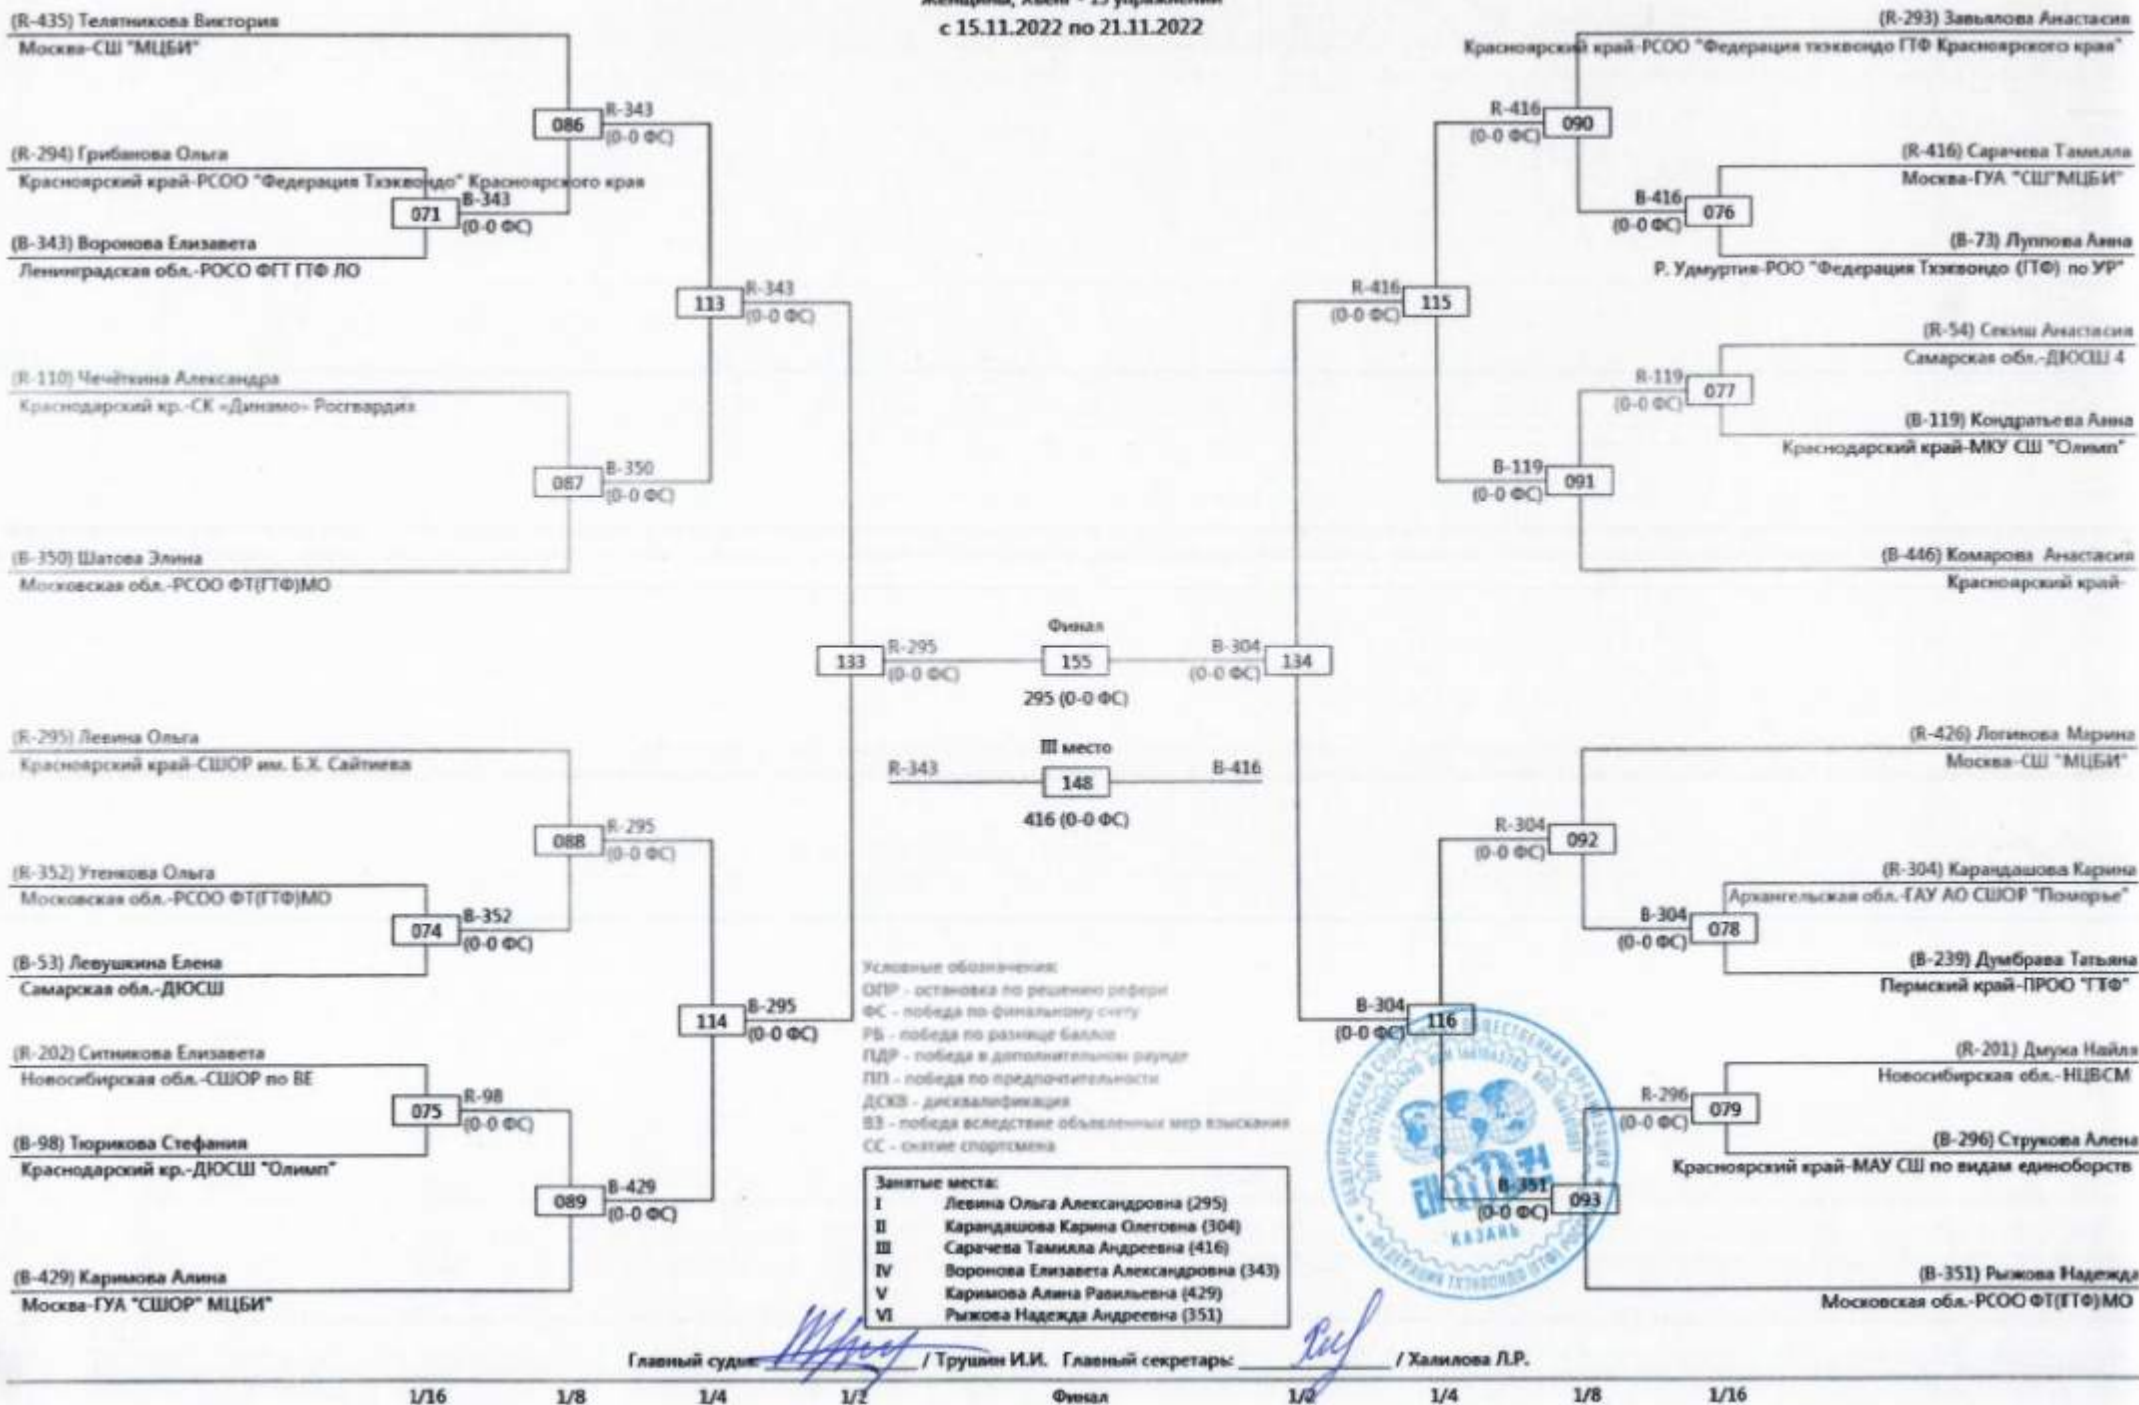 с 15.11.2022 по 21.11.2022
(R-435) Телятникова Виктория
Москва-СШ "МЦБИ"
086
R-343
(0-0 ФС)
(R-294) Грибанова Ольга
Красноярский край-РСОО "Федерация Тхэквондо" Красноярского края
071
B-343
(0-0 ФС)
(B-343) Воронова Елизавета
Ленинградская обл.-РОСО ФГТ ГТФ ЛО
113
R-343
(0-0 ФС)
(R-110) Чечёткина Александра
Краснодарский кр.-СК «Динамо» Росгвардия
087
B-350
(0-0 ФС)
(B-350) Шатова Элина
Московская обл.-РСОО ФТ(ГТФ)МО
133
R-295
(0-0 ФС)
(R-295) Левина Ольга
Красноярский край-СШОР им. Б.Х. Сайтиева
088
R-295
(0-0 ФС)
(R-352) Утенкова Ольга
Московская обл.-РСОО ФТ(ГТФ)МО
074
B-352
(0-0 ФС)
(B-53) Левушкина Елена
Самарская обл.-ДЮСШ
114
B-295
(0-0 ФС)
(R-202) Ситникова Елизавета
Новосибирская обл.-СШОР по ВЕ
075
R-98
(0-0 ФС)
(B-98) Тюрикова Стефания
Краснодарский кр.-ДЮСШ "Олимп"
089
B-429
(0-0 ФС)
(B-429) Каримова Алина
Москва-ГУА "СШОР" МЦБИ"
Финал
155
295 (0-0 ФС)
III место
R-343
148
B-416
416 (0-0 ФС)
(R-293) Завьялова Анастасия
Красноярский край-РСОО "Федерация тхэквондо ГТФ Красноярского края"
R-416
(0-0 ФС)
090
(R-416) Сарачева Тамилла
Москва-ГУА "СШ"МЦБИ"
B-416
(0-0 ФС)
076
(B-73) Луппова Анна
Р. Удмуртия-РОО "Федерация Тхэквондо (ГТФ) по УР"
R-416
(0-0 ФС)
115
(R-54) Секиш Анастасия
Самарская обл.-ДЮСШ 4
R-119
(0-0 ФС)
077
(B-119) Кондратьева Анна
Краснодарский край-МКУ СШ "Олимп"
B-119
(0-0 ФС)
091
(B-446) Комарова Анастасия
Красноярский край-
B-304
(0-0 ФС)
134
(R-426) Логинова Марина
Москва-СШ "МЦБИ"
R-304
(0-0 ФС)
092
(R-304) Карандашова Карина
Архангельская обл.-ГАУ АО СШОР "Поморье"
B-304
(0-0 ФС)
078
(B-239) Думбрава Татьяна
Пермский край-ПРОО "ГТФ"
B-304
(0-0 ФС)
116
(R-201) Дмука Найля
Новосибирская обл.-НЦВСМ
R-296
(0-0 ФС)
079
(B-296) Струкова Алена
Красноярский край-МАУ СШ по видам единоборств
B-351
(0-0 ФС)
093
(B-351) Рыжова Надежда
Московская обл.-РСОО ФТ(ГТФ)МО
КАЗАНЬ
Условные обозначения:
ОПР - остановка по решению рефери
ФС - победа по финальному счету
РБ - победа по разнице баллов
ПДР - победа в дополнительном раунде
ПП - победа по предпочтительности
ДСКВ - дисквалификация
ВЗ - победа вследствие объявленных мер взыскания
СС - снятие спортсмена
Занятые места:
I Левина Ольга Александровна (295)
II Карандашова Карина Олеговна (304)
III Сарачева Тамилла Андреевна (416)
IV Воронова Елизавета Александровна (343)
V Каримова Алина Равильевна (429)
VI Рыжова Надежда Андреевна (351)
Главный судья / Трушин И.И. Главный секретарь / Халилова Л.Р.
1/16 1/8 1/4 1/2 Финал 1/2 1/4 1/8 1/16